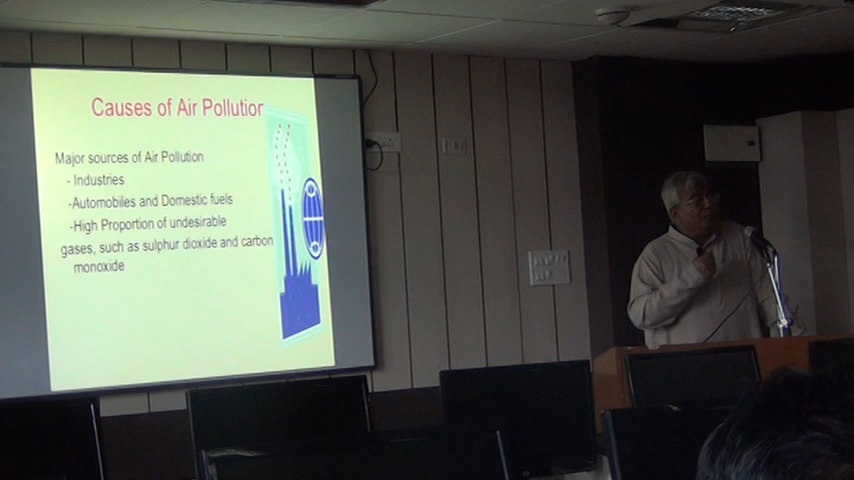 Causes of Air Pollution
Major sources of Air Pollution
- Industries
-Automobiles and Domestic fuels
-High Proportion of undesirable
gases, such as sulphur dioxide and carbon
monoxide